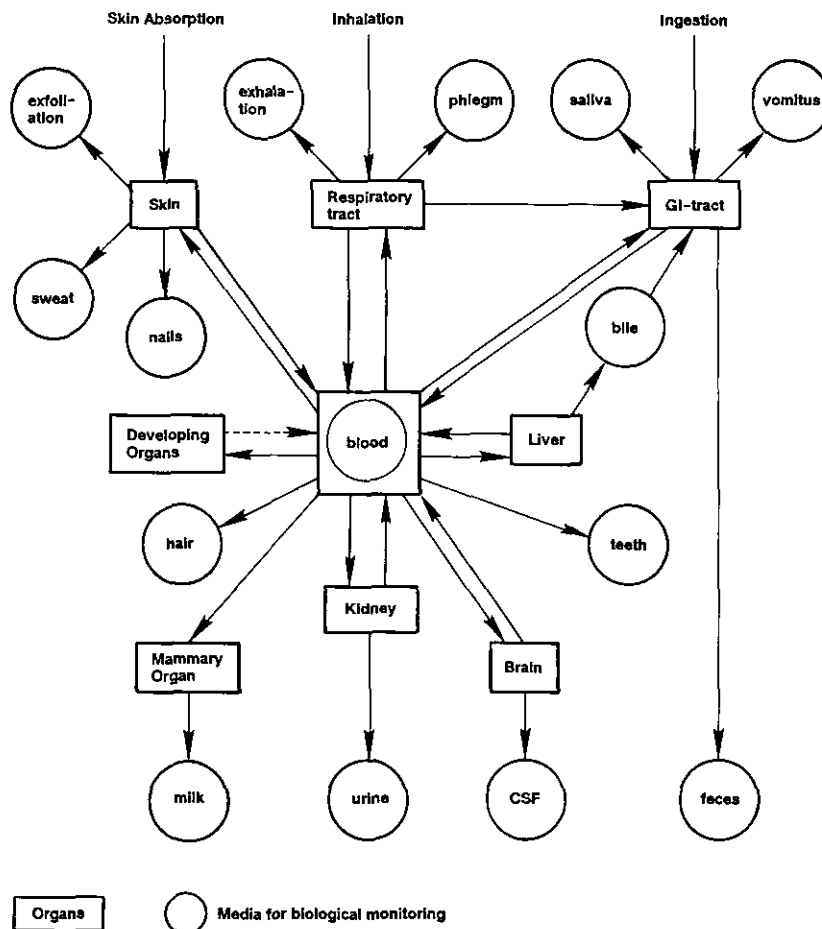 Skin Absorption
Inhalation
Ingestion
exfoli-
ation
exhala-
tion
phlegm
saliva
vomitus
Skin
Respiratory
tract
GI-tract
sweat
nails
bile
Developing
Organs
blood
Liver
hair
teeth
Kidney
Mammary
Organ
Brain
milk
urine
CSF
feces
Organs
Media for biological monitoring